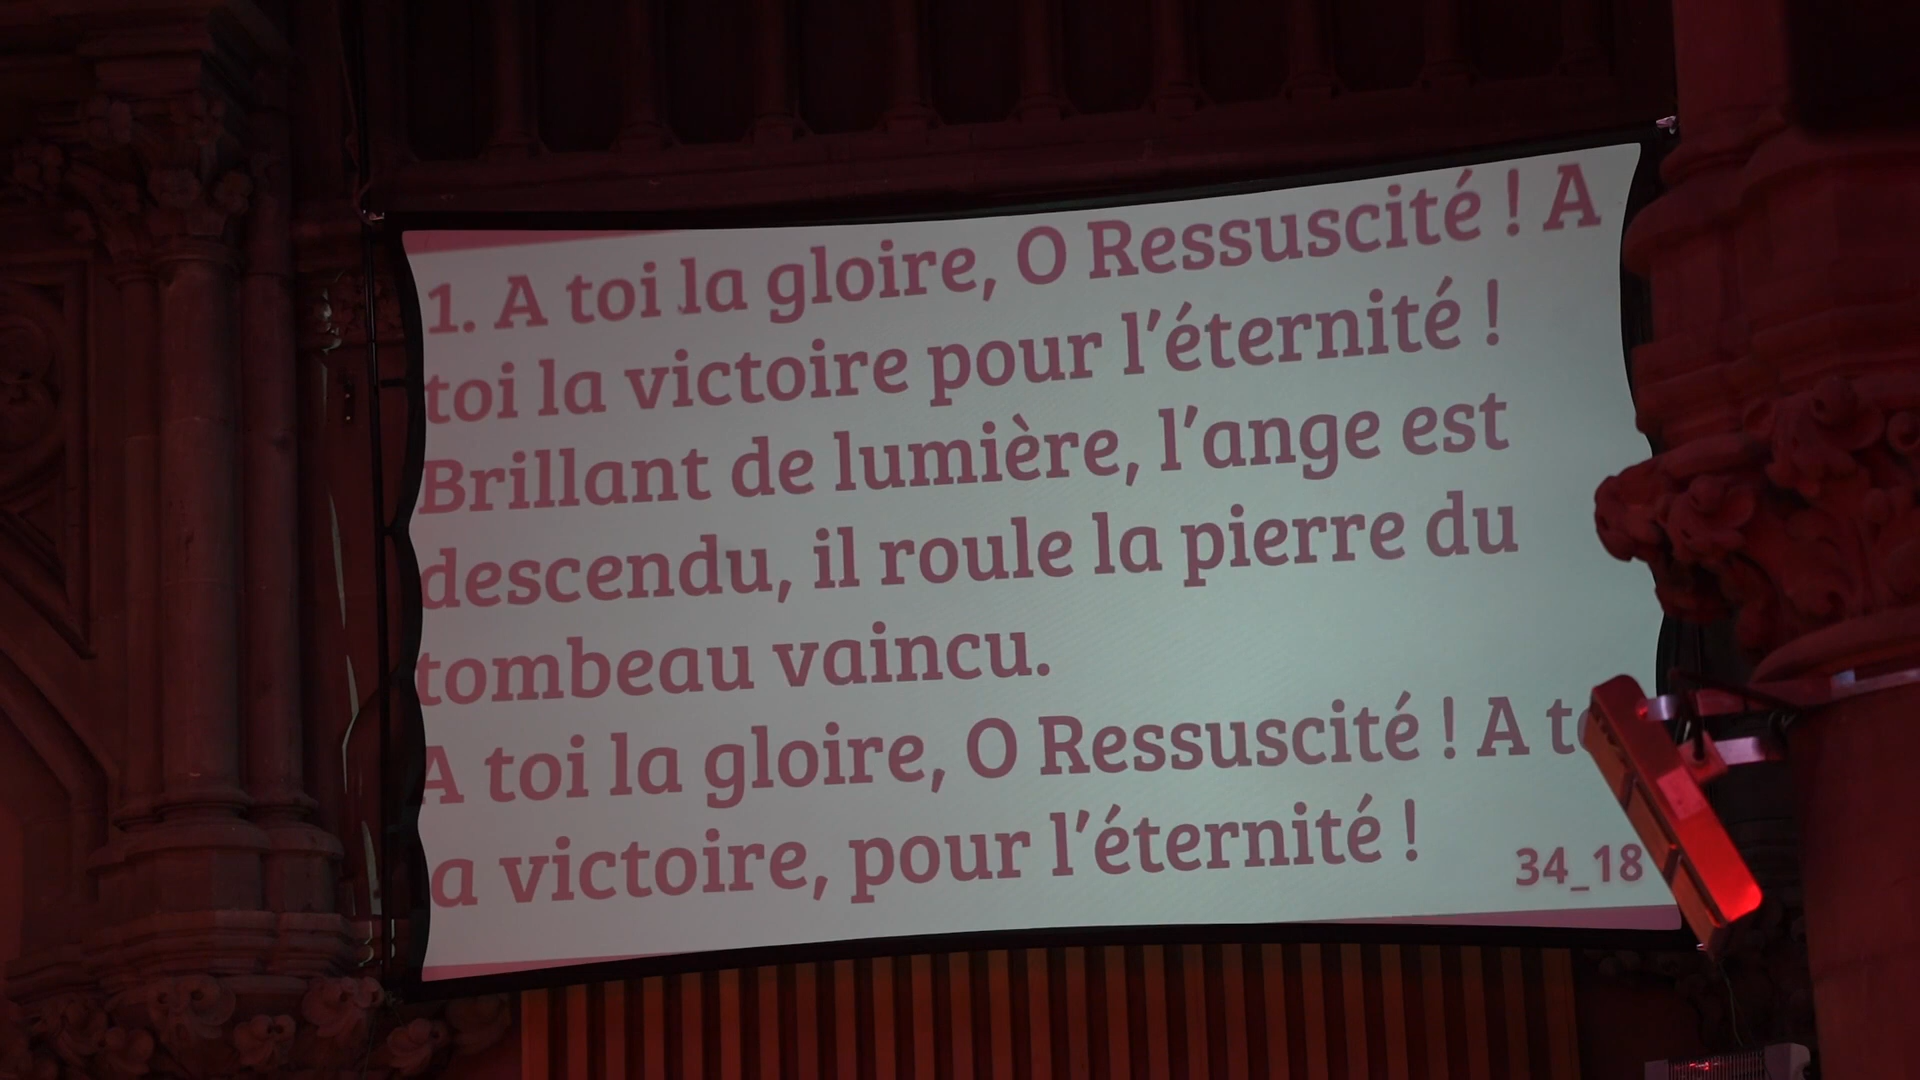 1. A toi la gloire, O Ressuscité ! A
toi la victoire pour l'éternité !
Brillant de lumière, l'ange est
descendu, il roule la pierre du
tombeau vaincu.
A toi la gloire, O Ressuscité ! A
a victoire, pour l'éternité !
34_18